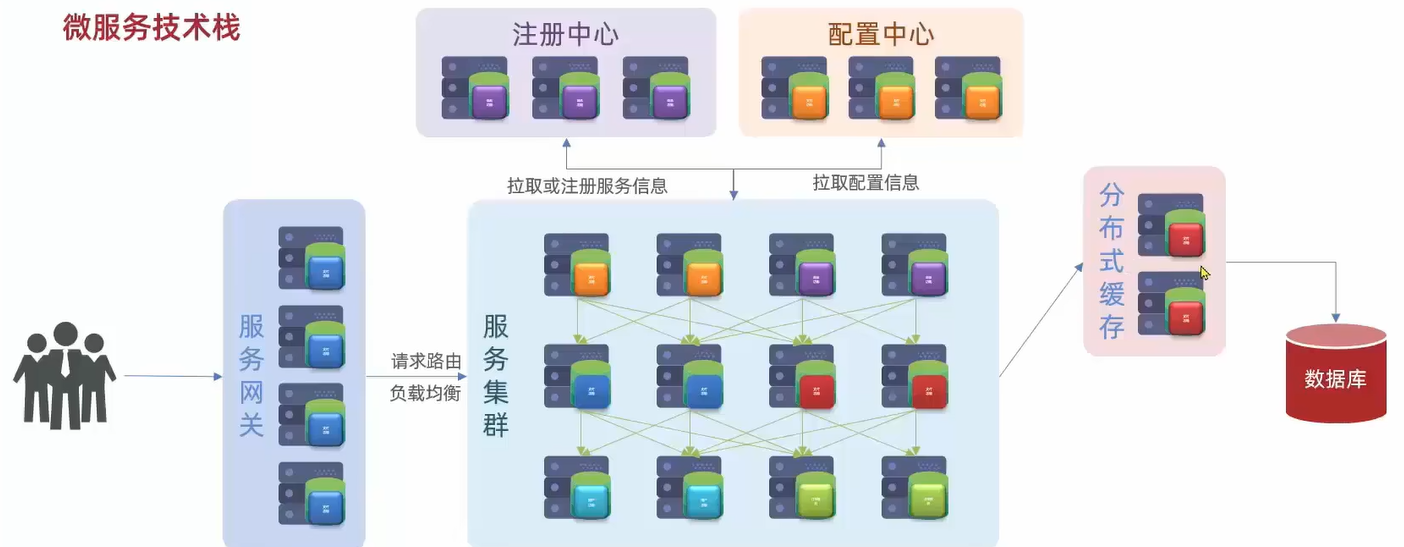 微服务技术栈
注册中心
配置中心
拉取或注册服务信息
拉取配置信息
服务网关
请求路由
负载均衡
服务集群
分布式缓存
数据库